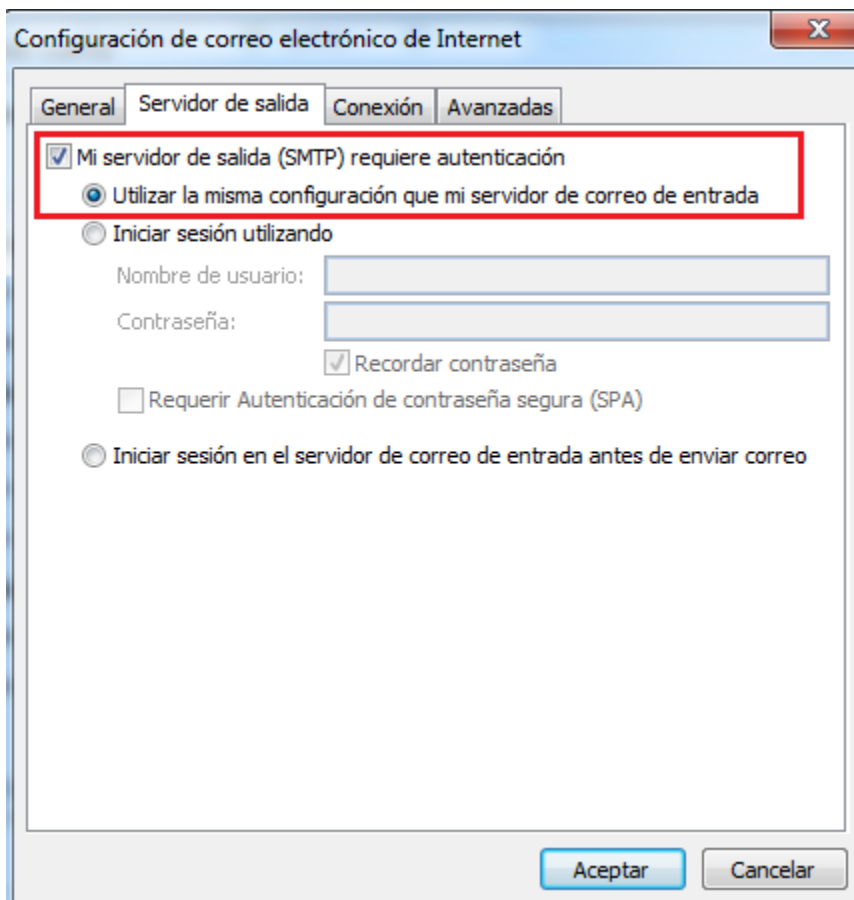 Configuración de correo electrónico de Internet
General Servidor de salida Conexión Avanzadas
Mi servidor de salida (SMTP) requiere autenticación
Utilizar la misma configuración que mi servidor de correo de entrada
Iniciar sesión utilizando
Nombre de usuario:
Contraseña:
Recordar contraseña
Requerir Autenticación de contraseña segura (SPA)
Iniciar sesión en el servidor de correo de entrada antes de enviar correo
Aceptar Cancelar